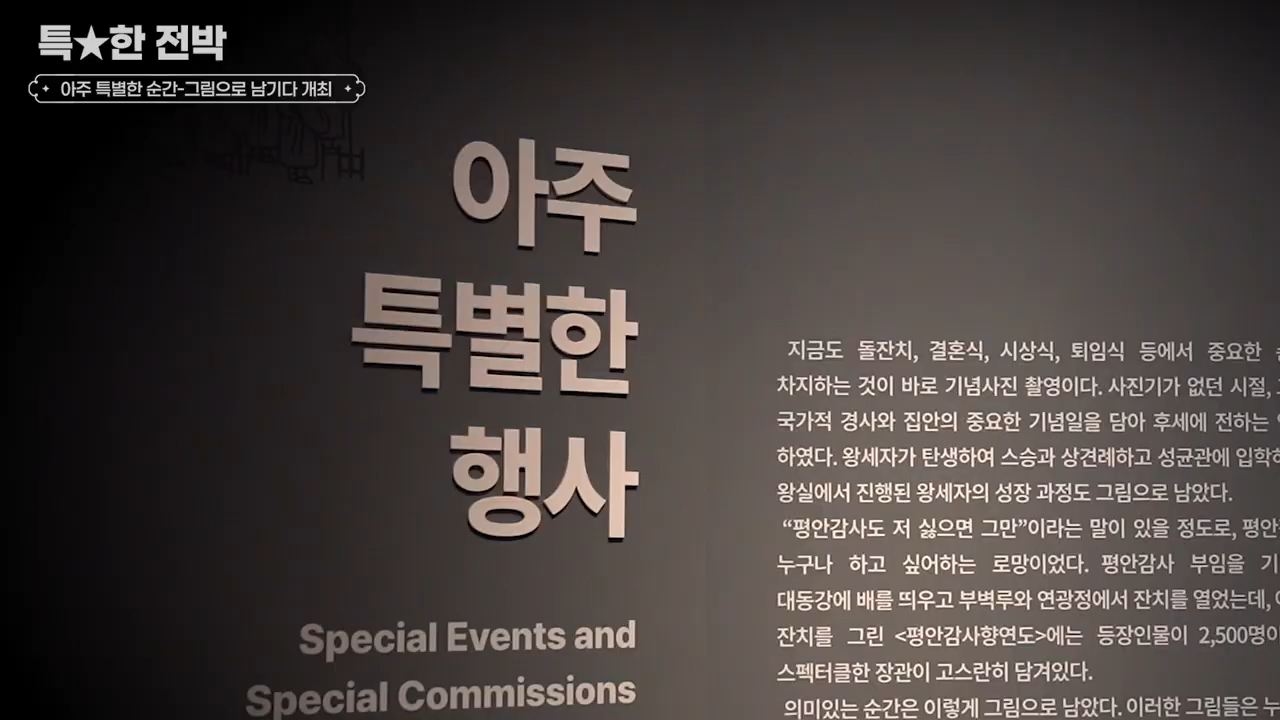 특★한 전박
아주 특별한 순간-그림으로 남기다 개최
아주
특별한
행사
Special Events and
Special Commissions
지금도 돌잔치, 결혼식, 시상식, 퇴임식 등에서 중요한
차지하는 것이 바로 기념사진 촬영이다. 사진기가 없던 시절,
국가적 경사와 집안의 중요한 기념일을 담아 후세에 전하는
하였다. 왕세자가 탄생하여 스승과 상견례하고 성균관에 입학하
왕실에서 진행된 왕세자의 성장 과정도 그림으로 남았다.
“평안감사도 저 싫으면 그만”이라는 말이 있을 정도로, 평안
누구나 하고 싶어하는 로망이었다. 평안감사 부임을 기
대동강에 배를 띄우고 부벽루와 연광정에서 잔치를 열었는데,
잔치를 그린 <평안감사향연도>에는 등장인물이 2,500명이
스펙터클한 장관이 고스란히 담겨있다.
의미있는 순간은 이렇게 그림으로 남았다. 이러한 그림들은 누